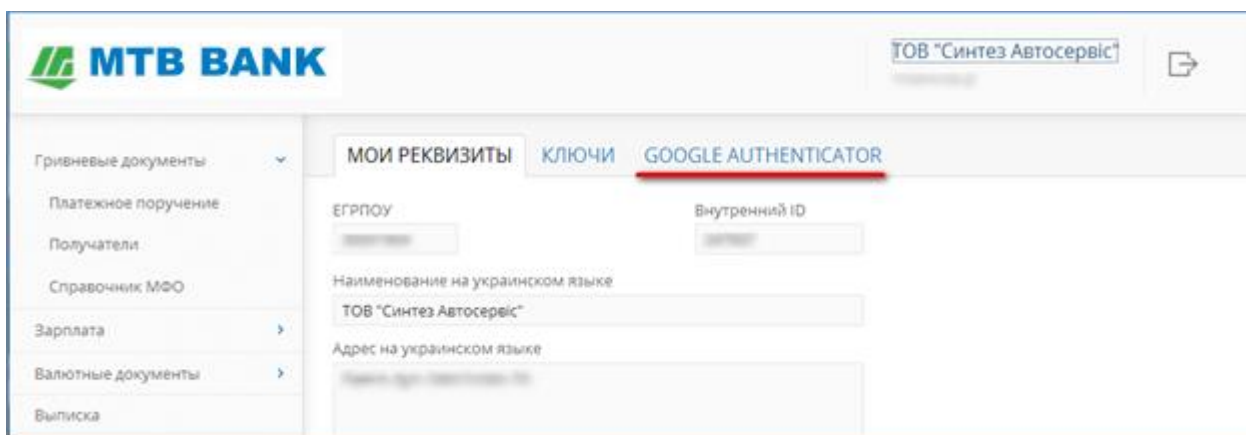 MTB BANK
ТОВ "Синтез Автосервіс"
Гривневые документы
Платежное поручение
Получатели
Справочник МФО
Зарплата
Валютные документы
Выписка
МОИ РЕКВИЗИТЫ КЛЮЧИ GOOGLE AUTHENTICATOR
ЕГРПОУ Внутренний ID
Наименование на украинском языке
ТОВ "Синтез Автосервіс"
Адрес на украинском языке